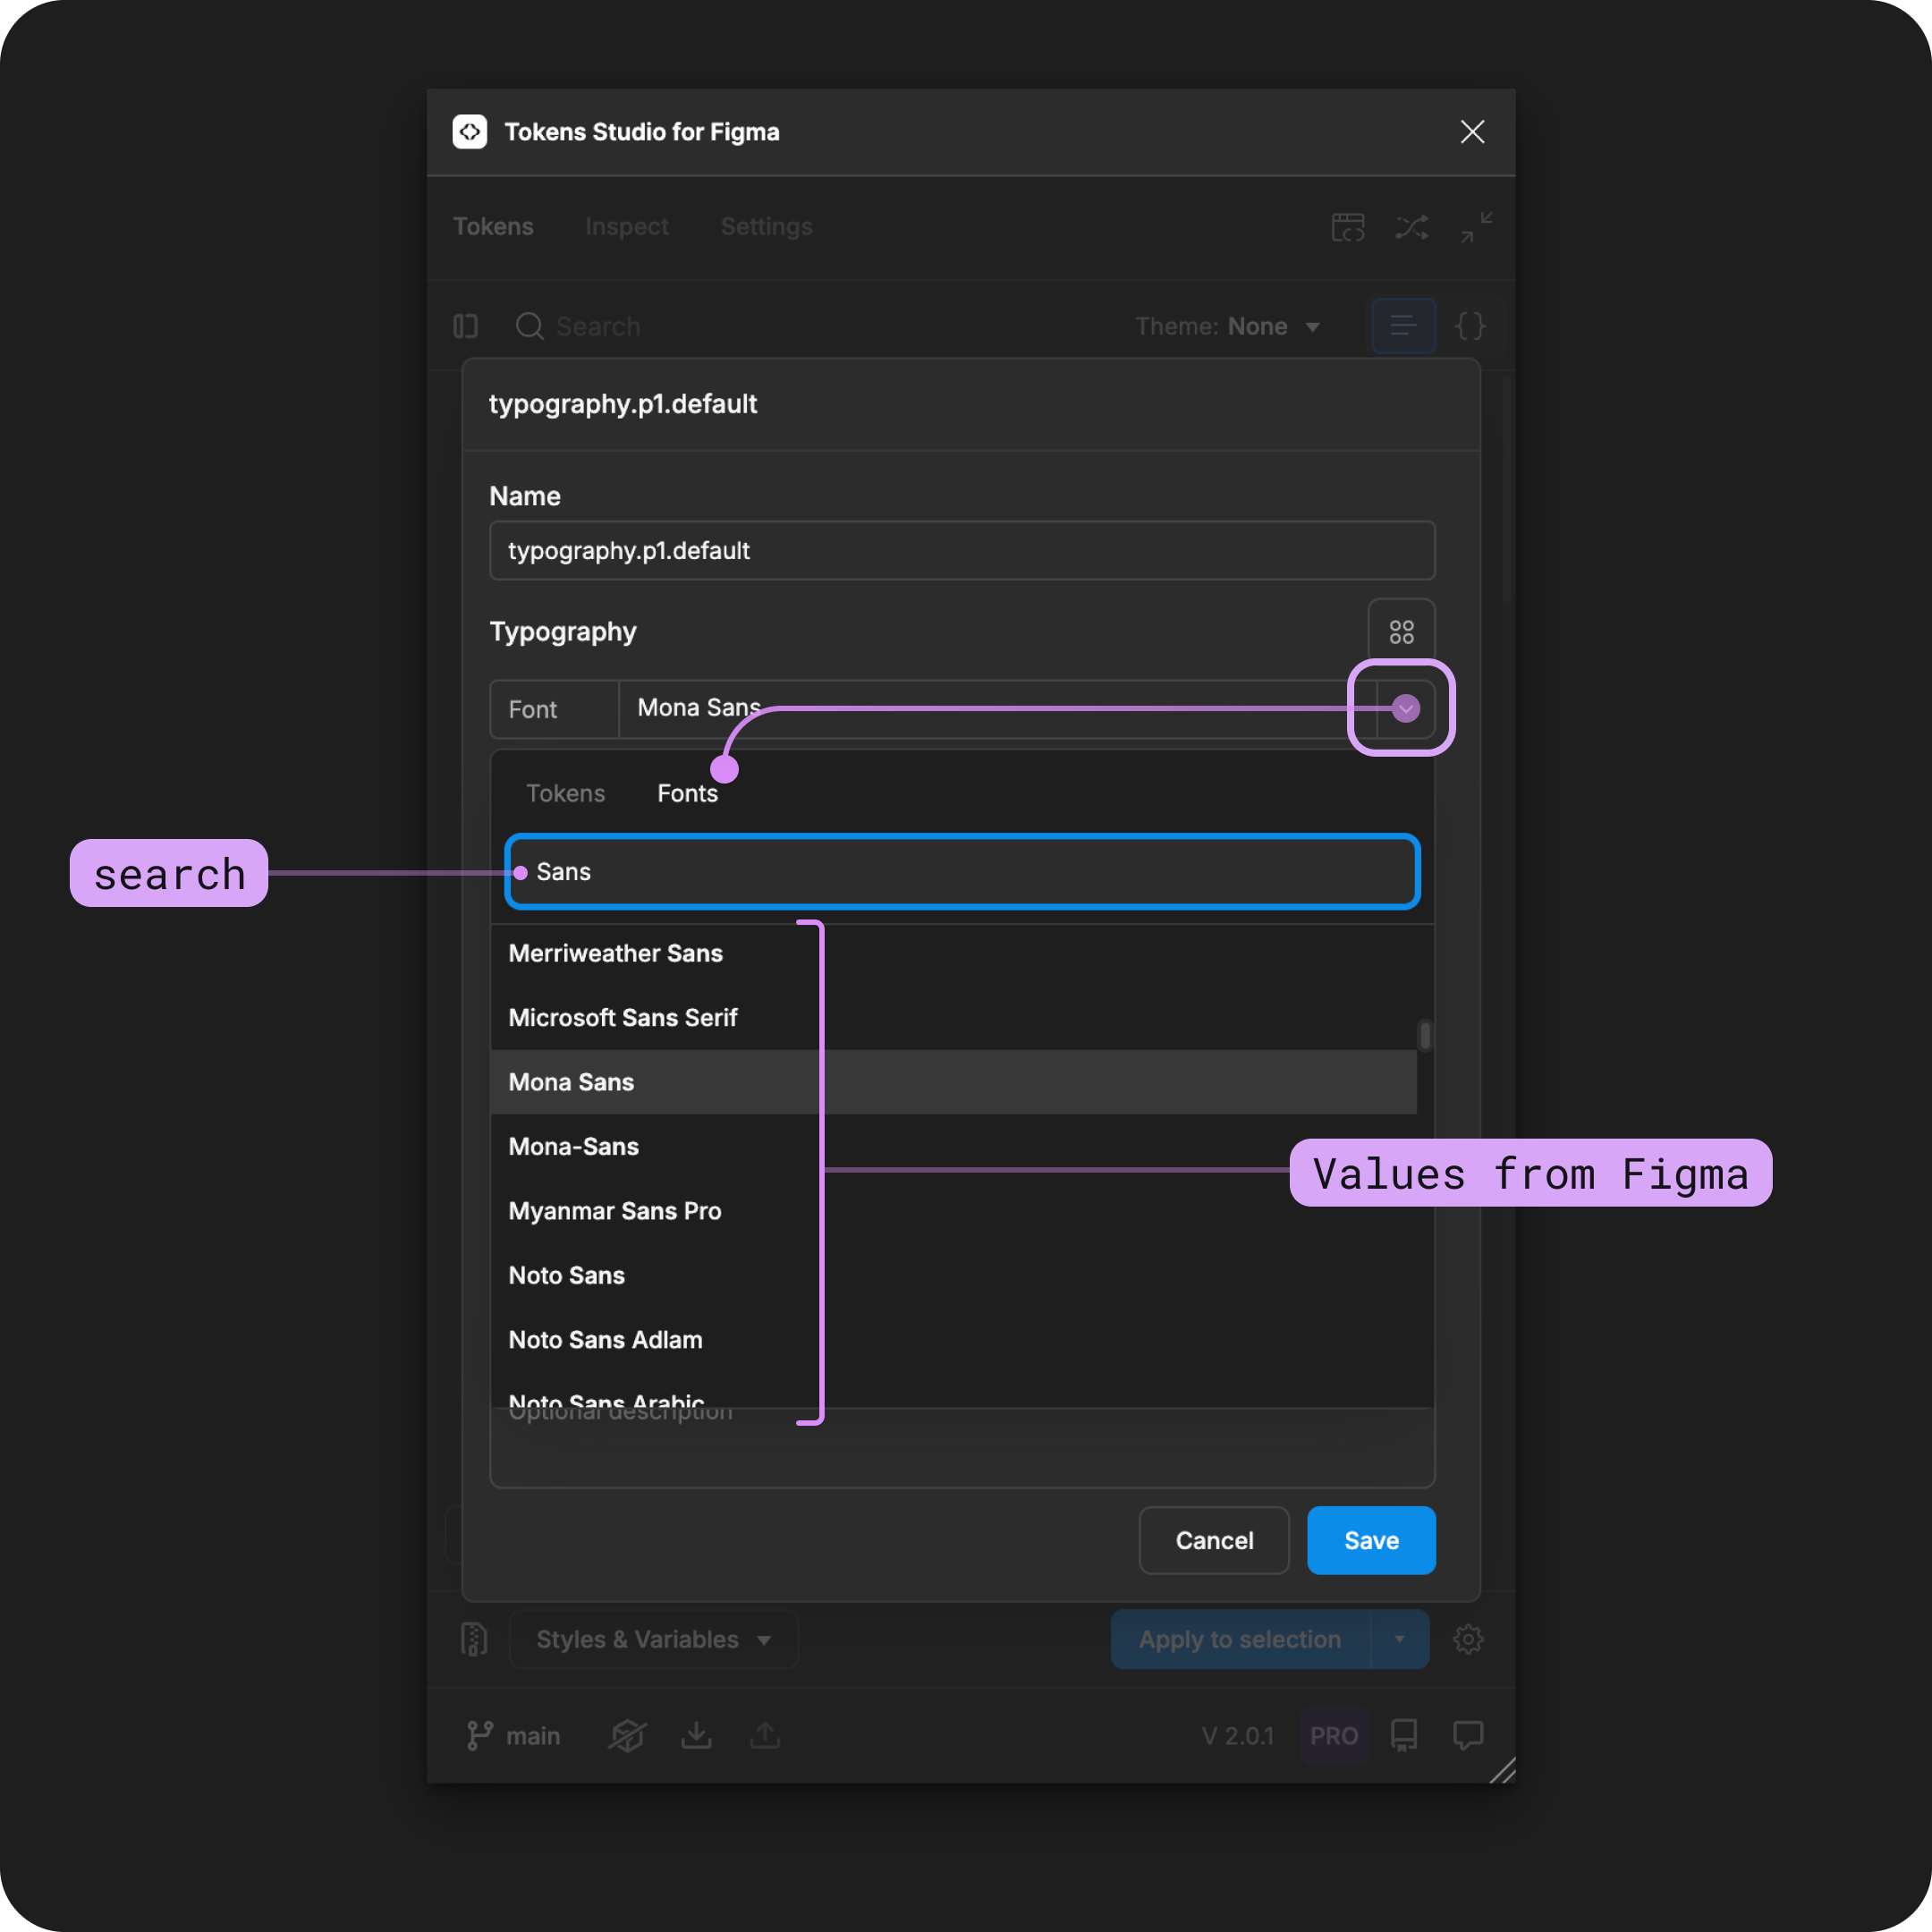 Tokens Studio for Figma
Tokens Inspect Settings
Search Theme: None
typography.p1.default
Name
typography.p1.default
Typography
Font Mona Sans
Tokens Fonts
search
Sans
Merriweather Sans
Microsoft Sans Serif
Mona Sans
Mona-Sans
Values from Figma
Myanmar Sans Pro
Noto Sans
Noto Sans Adlam
Noto Sans Arabic
Optional description
Cancel Save
Styles & Variables Apply to selection
main V 2.0.1 PRO